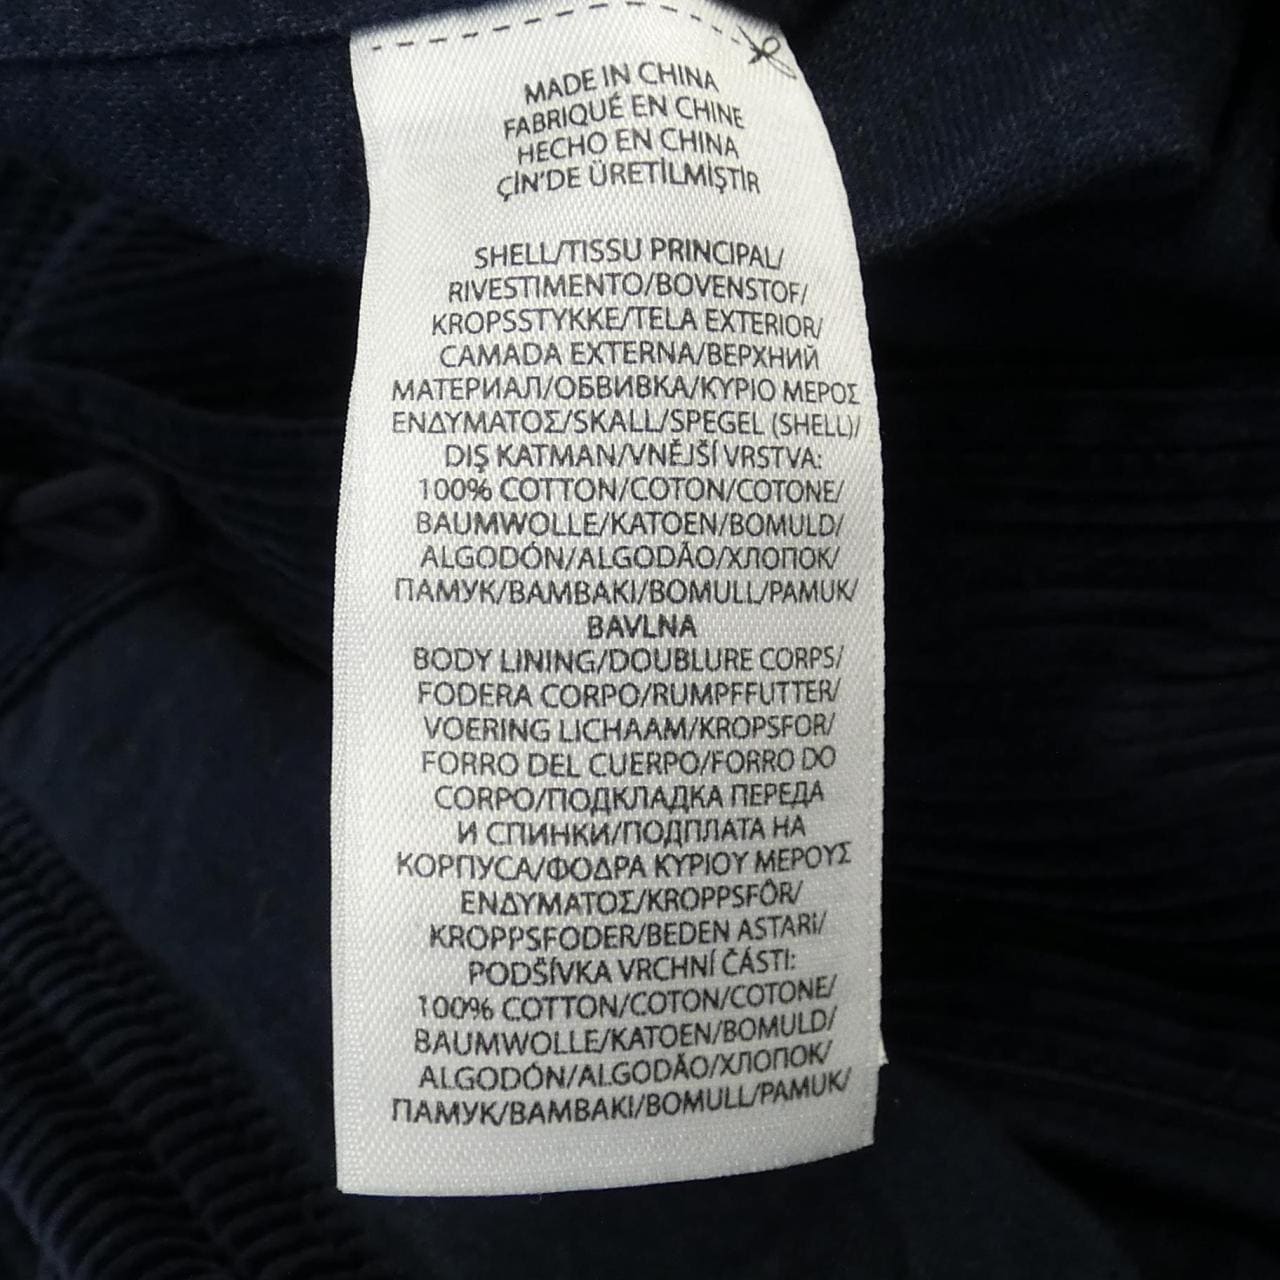 MADE IN CHINA
FABRIQUÉ EN CHINE
HECHO EN CHINA
ÇİN'DE ÜRETİLMİŞTİR
SHELL/TISSU PRINCIPAL/
RIVESTIMENTO/BOVENSTOF/
KROPSSTYKKE/TELA EXTERIOR/
CAMADA EXTERNA/ВЕРХНИЙ
МАТЕРИАЛ/ОБВИВКА/ΚΥΡΙΟ ΜΕΡΟΣ
ΕΝΔΥΜΑΤΟΣ/SKALL/SPEGEL (SHELL)/
DIŞ KATMAN/VNĚJŠÍ VRSTVA:
100% COTTON/COTON/COTONE/
BAUMWOLLE/KATOEN/BOMULD/
ALGODÓN/ALGODÃO/ХЛОПОК/
ПАМУК/ΒΑΜΒΑΚΙ/BOMULL/PAMUK/
BAVLNA
BODY LINING/DOUBLURE CORPS/
FODERA CORPO/RUMPFFUTTER/
VOERING LICHAAM/KROPSFOR/
FORRO DEL CUERPO/FORRO DO
CORPO/ПОДКЛАДКА ПЕРЕДА
И СПИНКИ/ПОДПЛАТА НА
КОРПУСА/ΦΟΔΡΑ ΚΥΡΙΟΥ ΜΕΡΟΥΣ
ΕΝΔΥΜΑΤΟΣ/KROPPSFÔR/
KROPPSFODER/BEDEN ASTARI/
PODŠÍVKA VRCHNÍ ČÁSTI:
100% COTTON/COTON/COTONE/
BAUMWOLLE/KATOEN/BOMULD/
ALGODÓN/ALGODÃO/ХЛОПОК/
ПАМУК/ΒΑΜΒΑΚΙ/BOMULL/PAMUK/